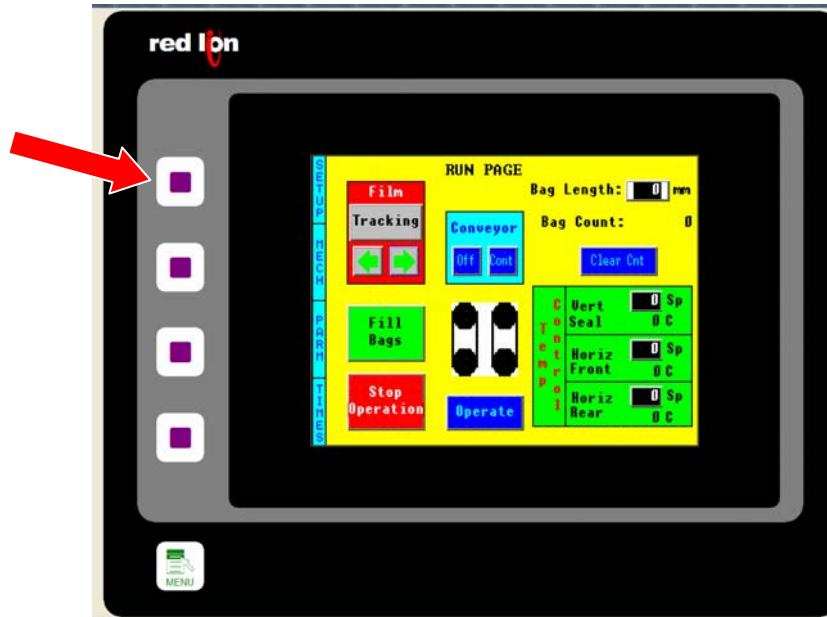 red lion
SETUP
MECH
PARM
TIMES
RUN PAGE
Film
Tracking
Conveyor
Off Cont
Bag Length: 0 mm
Bag Count: 0
Clear Cnt
Fill
Bags
Stop
Operation
Operate
Temp
Control
Vert 0 Sp
Seal 0 C
Horiz 0 Sp
Front 0 C
Horiz 0 Sp
Rear 0 C
MENU